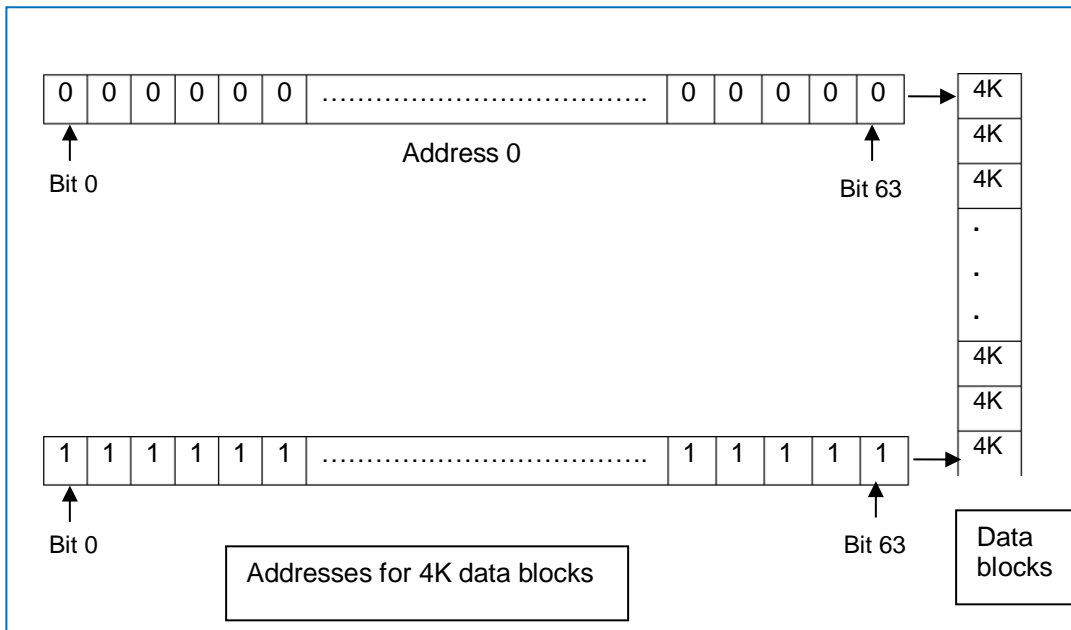 0 0 0 0 0 0 ………………………………. 0 0 0 0 0
4K
Address 0
4K
Bit 0
Bit 63
4K
.
.
.
4K
4K
1 1 1 1 1 1 ………………………………. 1 1 1 1 1
4K
Bit 0
Bit 63
Addresses for 4K data blocks
Data
blocks